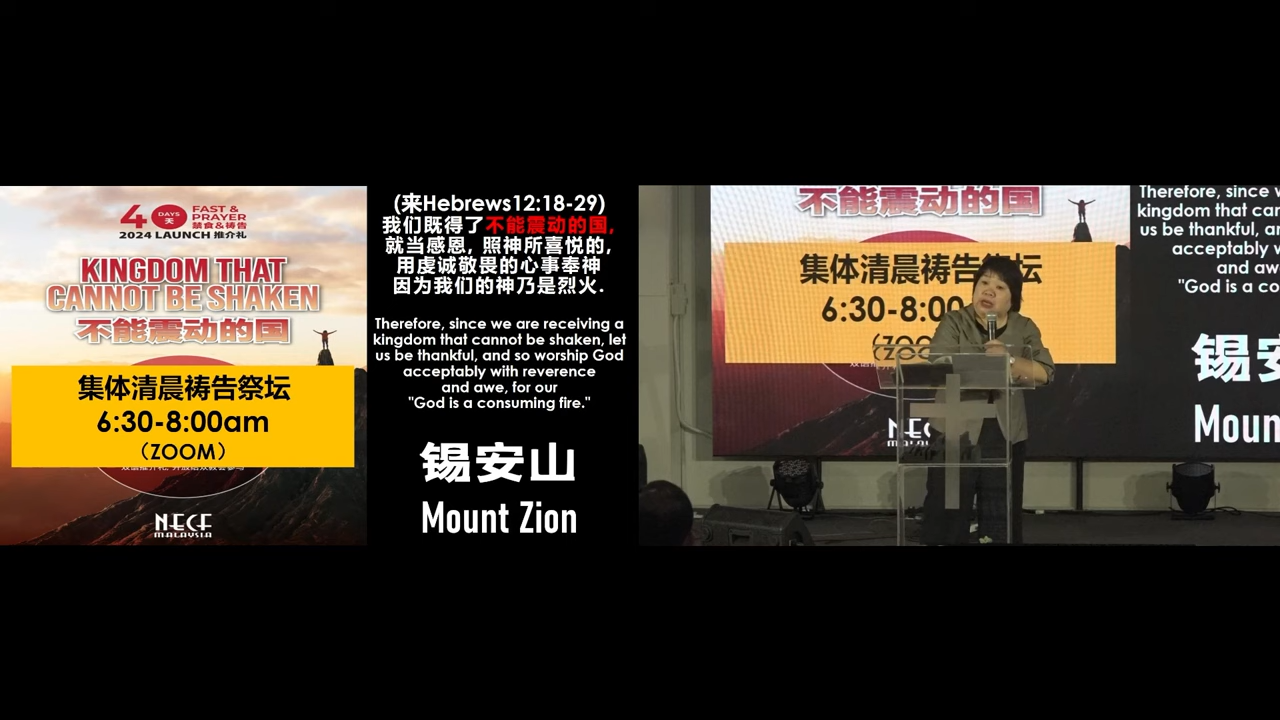 40 DAYS 天 FAST & PRAYER 禁食&祷告
2024 LAUNCH 推介礼
KINGDOM THAT
CANNOT BE SHAKEN
不能震动的国
集体清晨祷告祭坛
6:30-8:00am
(ZOOM)
NECF
MALAYSIA
(来Hebrews12:18-29)
我们既得了不能震动的国,
就当感恩, 照神所喜悦的,
用虔诚敬畏的心事奉神
因为我们的神乃是烈火.
Therefore, since we are receiving a
kingdom that cannot be shaken, let
us be thankful, and so worship God
acceptably with reverence
and awe, for our
"God is a consuming fire."
锡安山
Mount Zion
不能震动的国
集体清晨祷告 坛
6:30-8:00
(ZOO
NECF
Therefore, since
kingdom that
us be thankful,
acceptably
and
"God is a
锡